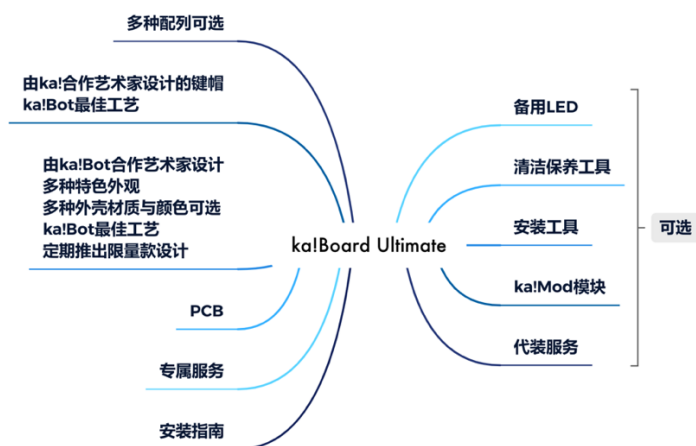 多种配列可选
由ka!合作艺术家设计的键帽
ka!Bot最佳工艺
由ka!Bot合作艺术家设计
多种特色外观
多种外壳材质与颜色可选
ka!Bot最佳工艺
定期推出限量款设计
PCB
专属服务
安装指南
ka!Board Ultimate
备用LED
清洁保养工具
安装工具
ka!Mod模块
代装服务
可选